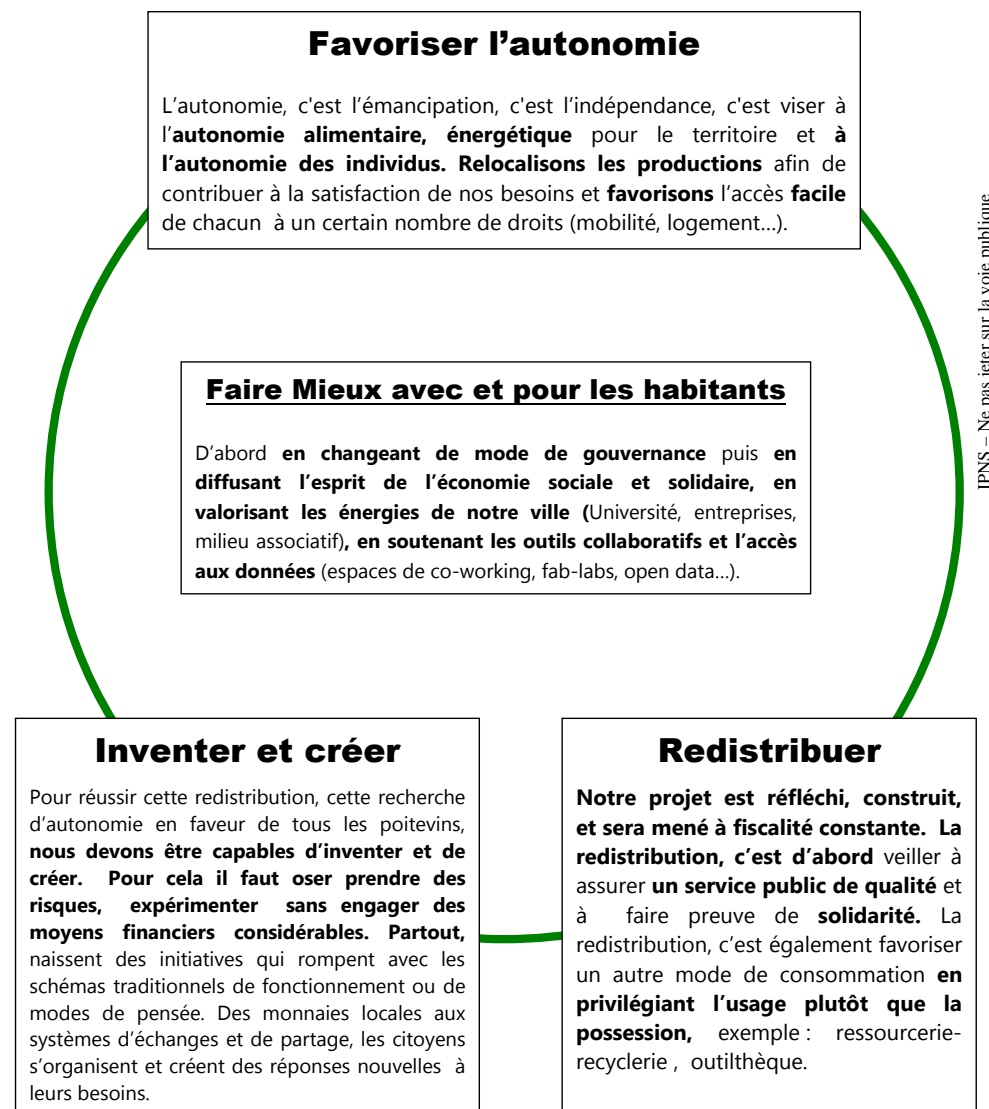 Favoriser l’autonomie
L’autonomie, c'est l’émancipation, c'est l’indépendance, c'est viser à
l’autonomie alimentaire, énergétique pour le territoire et à
l’autonomie des individus. Relocalisons les productions afin de
contribuer à la satisfaction de nos besoins et favorisons l’accès facile
de chacun à un certain nombre de droits (mobilité, logement…).
IPNS – Ne pas jeter sur la voie publique
Faire Mieux avec et pour les habitants
D’abord en changeant de mode de gouvernance puis en
diffusant l’esprit de l’économie sociale et solidaire, en
valorisant les énergies de notre ville (Université, entreprises,
milieu associatif), en soutenant les outils collaboratifs et l’accès
aux données (espaces de co-working, fab-labs, open data…).
Inventer et créer
Pour réussir cette redistribution, cette recherche
d’autonomie en faveur de tous les poitevins,
nous devons être capables d’inventer et de
créer. Pour cela il faut oser prendre des
risques, expérimenter sans engager des
moyens financiers considérables. Partout,
naissent des initiatives qui rompent avec les
schémas traditionnels de fonctionnement ou de
modes de pensée. Des monnaies locales aux
systèmes d’échanges et de partage, les citoyens
s’organisent et créent des réponses nouvelles à
leurs besoins.
Redistribuer
Notre projet est réfléchi, construit,
et sera mené à fiscalité constante. La
redistribution, c’est d’abord veiller à
assurer un service public de qualité et
à faire preuve de solidarité. La
redistribution, c’est également favoriser
un autre mode de consommation en
privilégiant l’usage plutôt que la
possession, exemple : ressourcerie-
recyclerie , outilthèque.